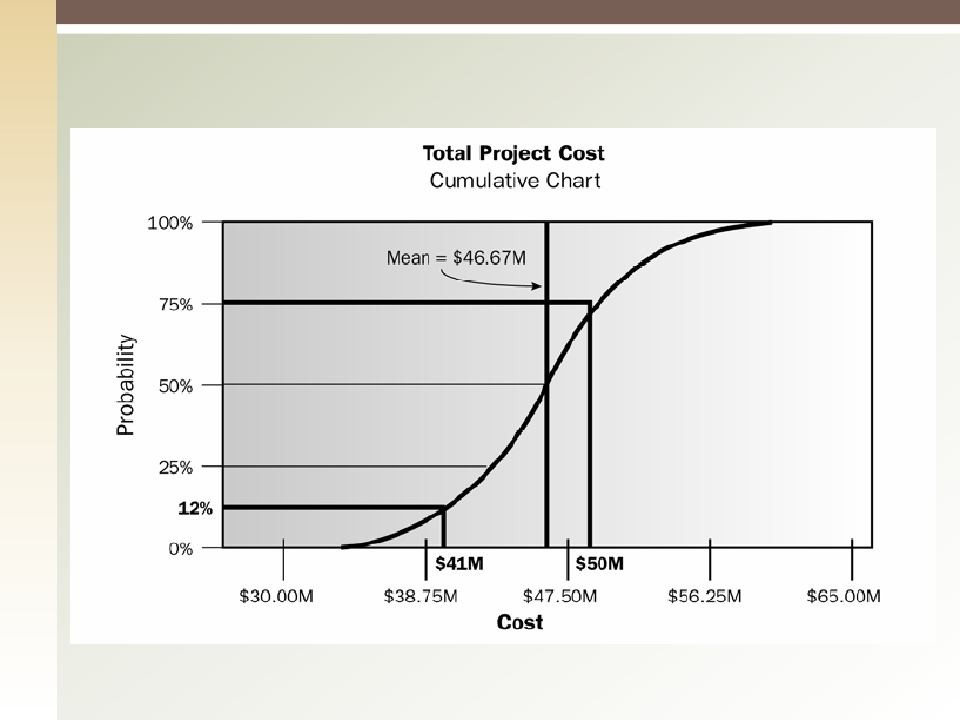 Total Project Cost
Cumulative Chart
100%
Mean = $46.67M
75%
Probability
50%
25%
12%
0%
$41M
$50M
$30.00M
$38.75M
$47.50M
$56.25M
$65.00M
Cost